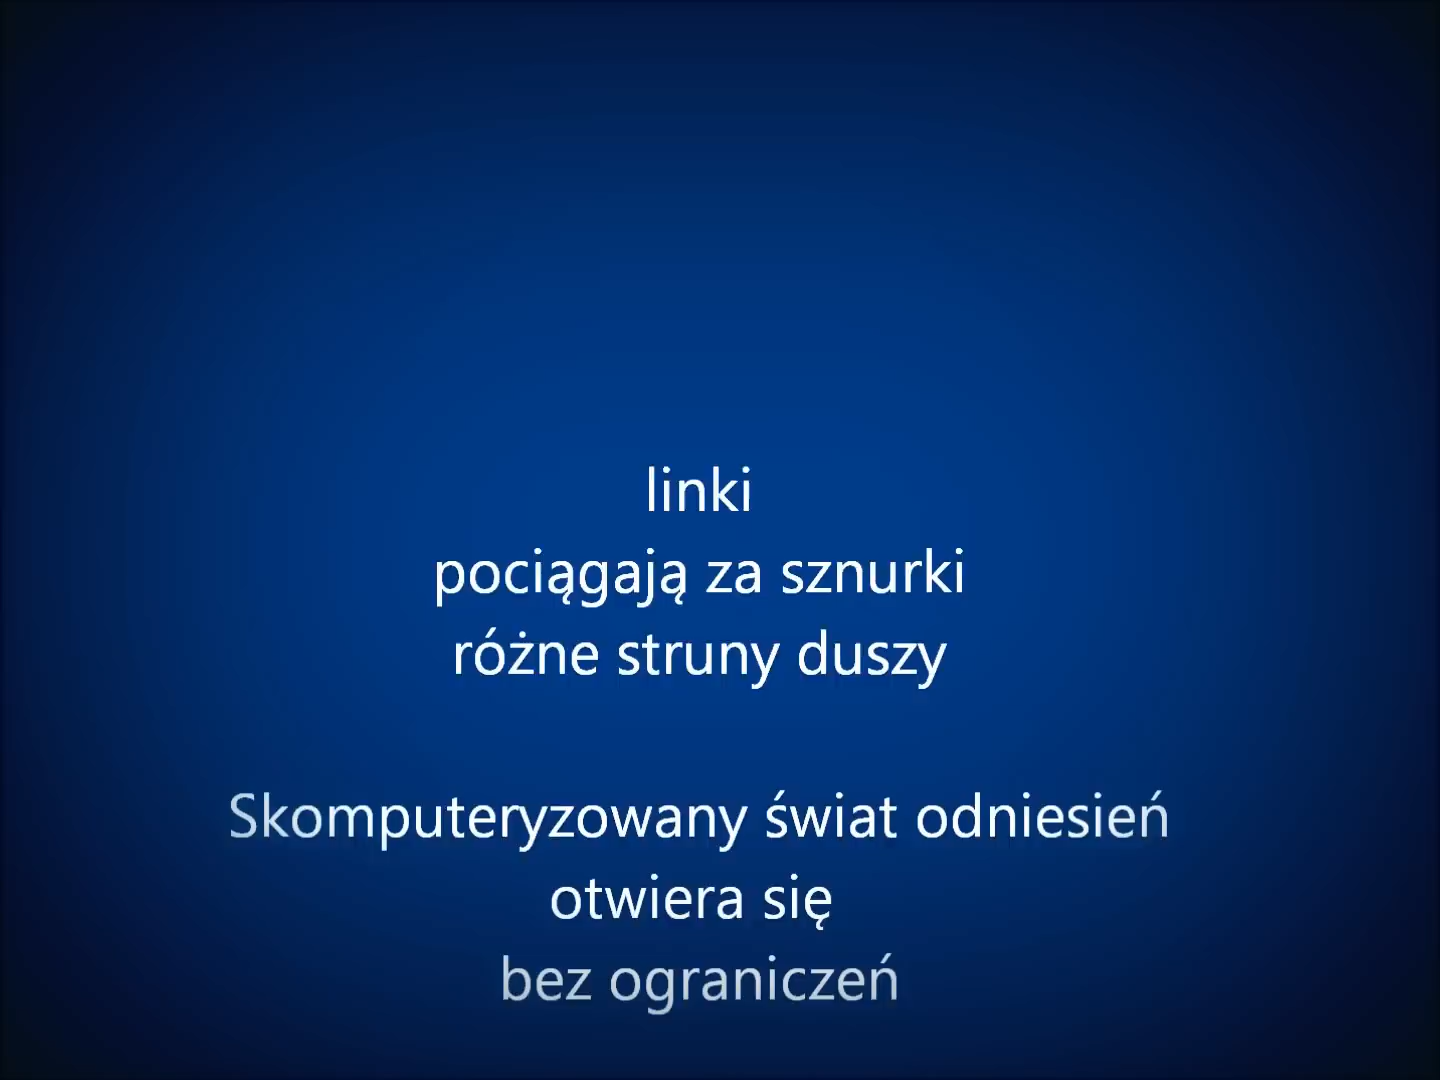 linki
pociągają za sznurki
różne struny duszy
Skomputeryzowany świat odniesień
otwiera się
bez ograniczeń